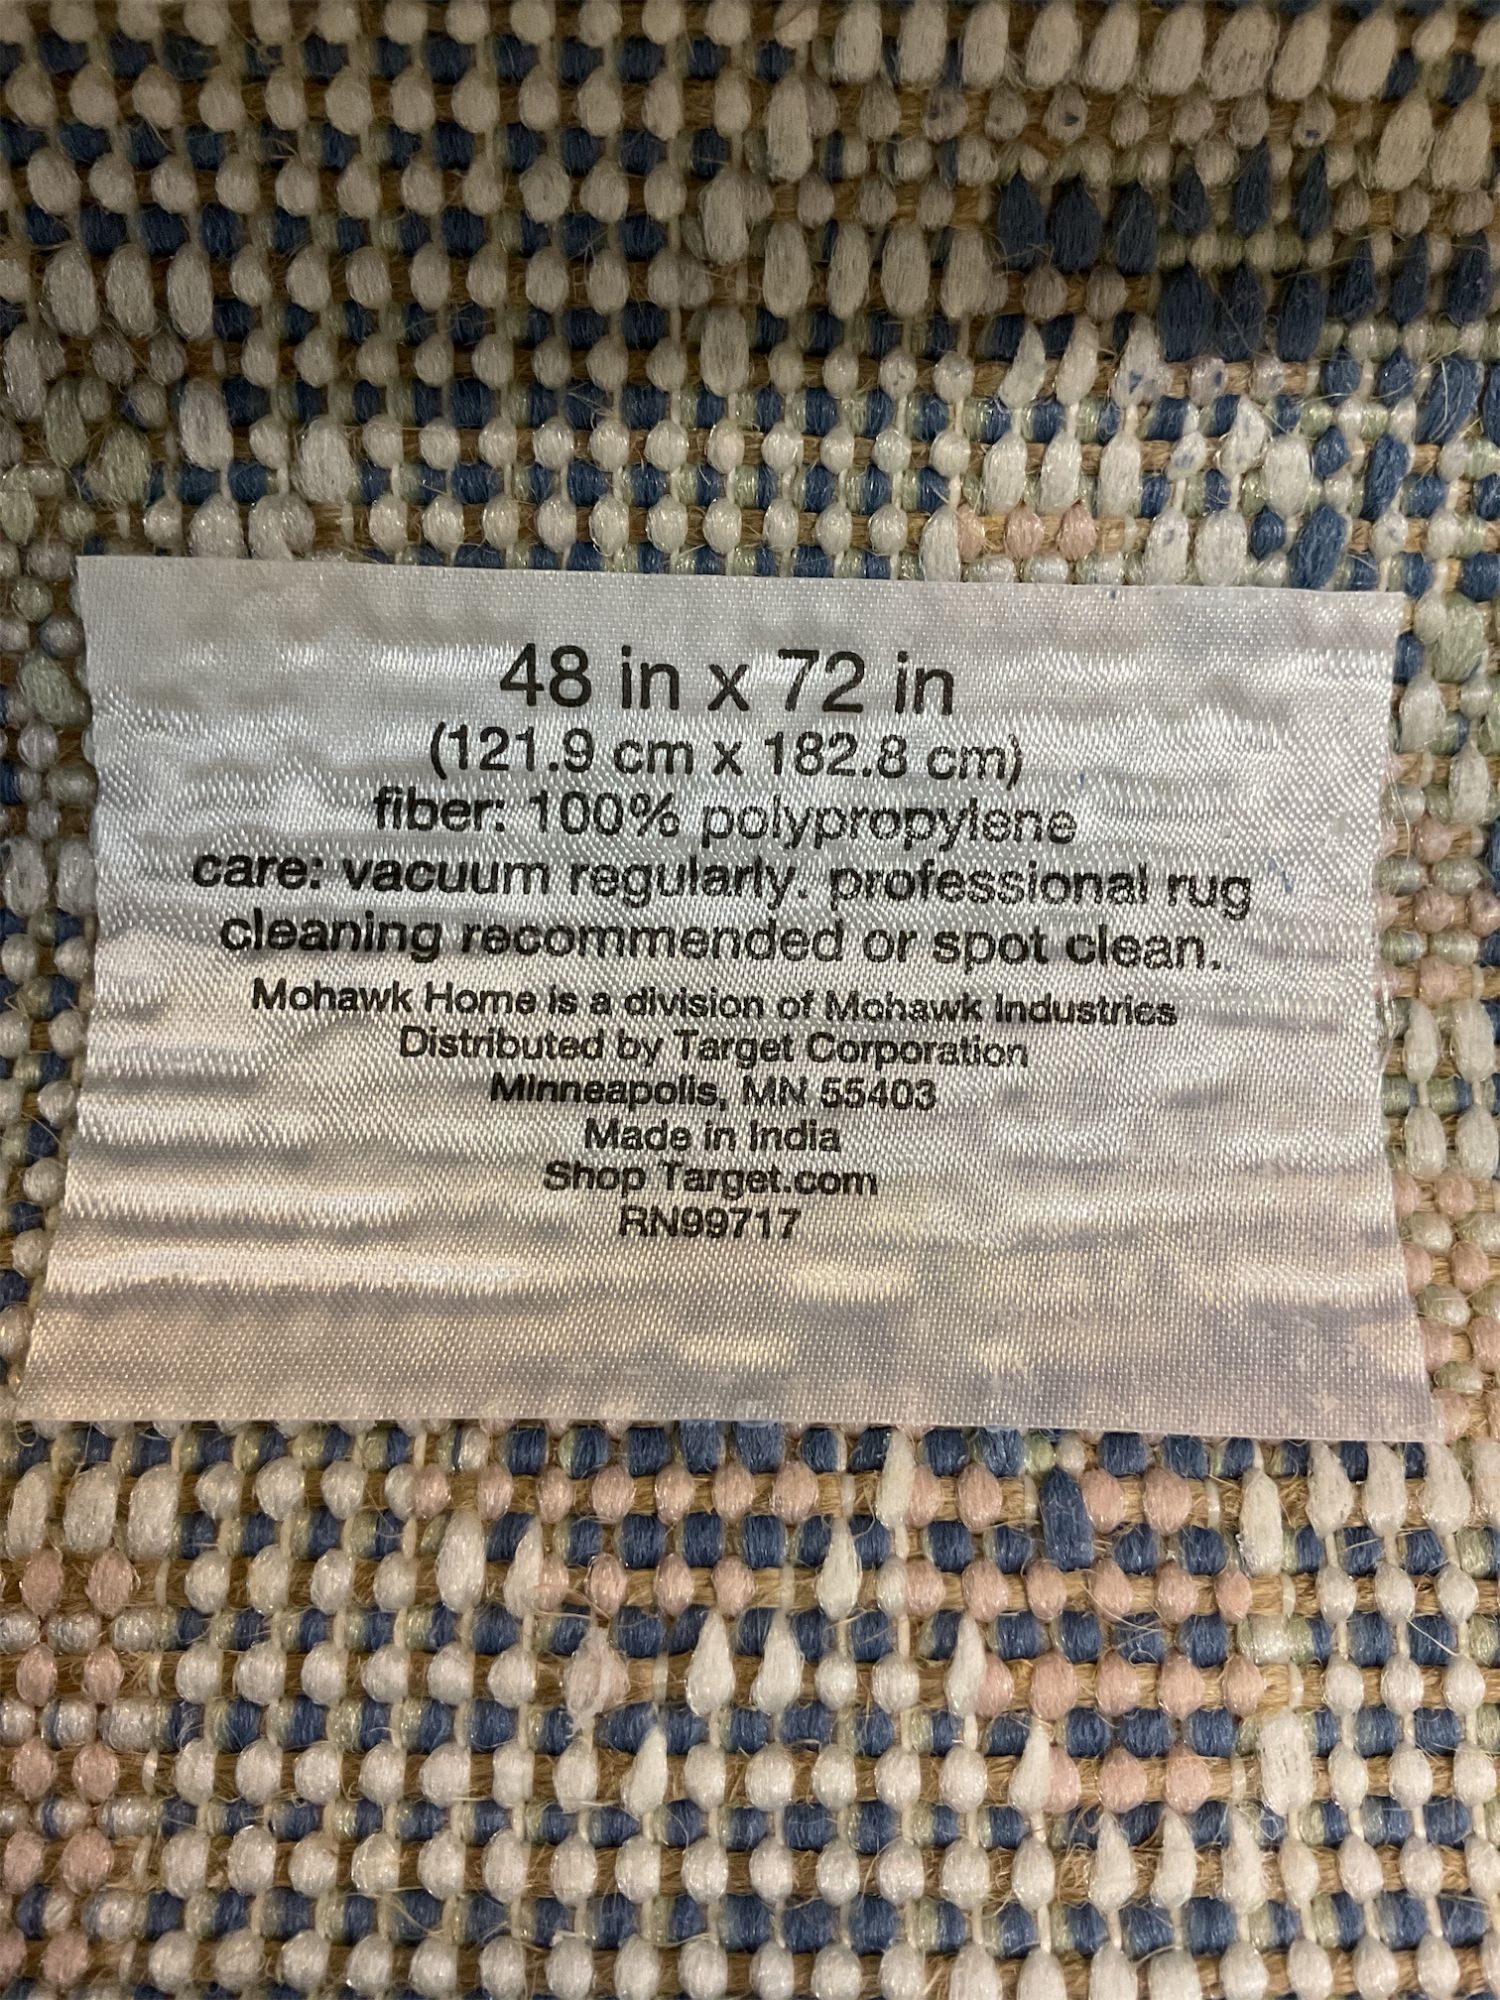 48 in x 72 in
(121.9 cm x 182.8 cm)
fiber: 100% polypropylene
care: vacuum regularly. professional rug
cleaning recommended or spot clean.
Mohawk Home is a division of Mohawk Industries
Distributed by Target Corporation
Minneapolis, MN 55403
Made in India
Shop Target.com
RN99717